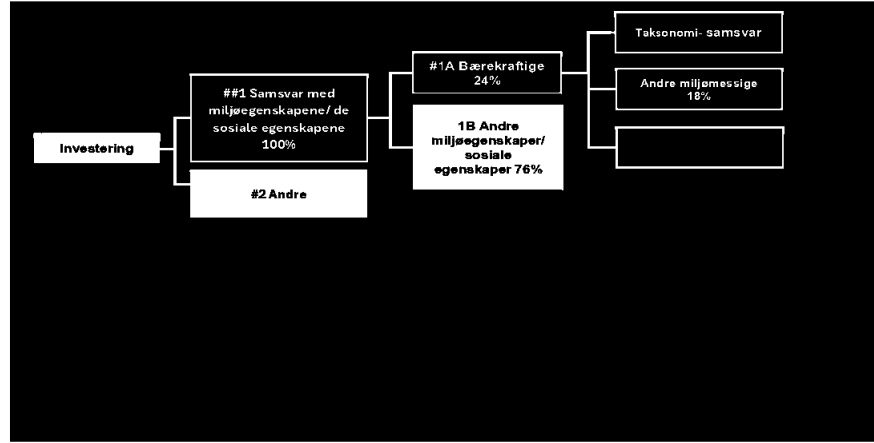 Investering
##1 Samsvar med
miljøegenskapene/ de
sosiale egenskapene
100%
#2 Andre
#1A Bærekraftige
24%
1B Andre
miljøegenskaper/
sosiale
egenskaper 76%
Taksonomi- samsvar
Andre miljømessige
18%